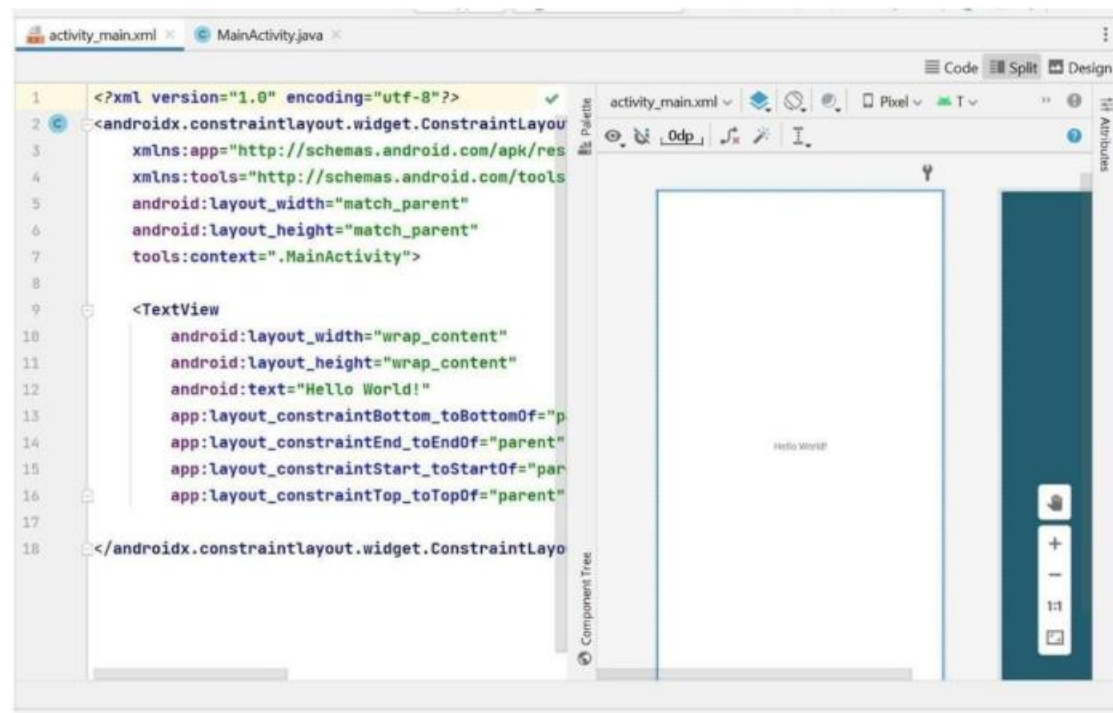 activity_main.xml
MainActivity.java
Code Split Design
1 <?xml version="1.0" encoding="utf-8"?>
2 <androidx.constraintlayout.widget.ConstraintLayou
3 xmlns:app="http://schemas.android.com/apk/res
4 xmlns:tools="http://schemas.android.com/tools
5 android:layout_width="match_parent"
6 android:layout_height="match_parent"
7 tools:context=".MainActivity">
8
9 <TextView
10 android:layout_width="wrap_content"
11 android:layout_height="wrap_content"
12 android:text="Hello World!"
13 app:layout_constraintBottom_toBottomOf="p
14 app:layout_constraintEnd_toEndOf="parent"
15 app:layout_constraintStart_toStartOf="par
16 app:layout_constraintTop_toTopOf="parent"
17
18 </androidx.constraintlayout.widget.ConstraintLayo
Palette
Component Tree
activity_main.xml Pixel T
0dp
Hello World!
1:1
Attributes